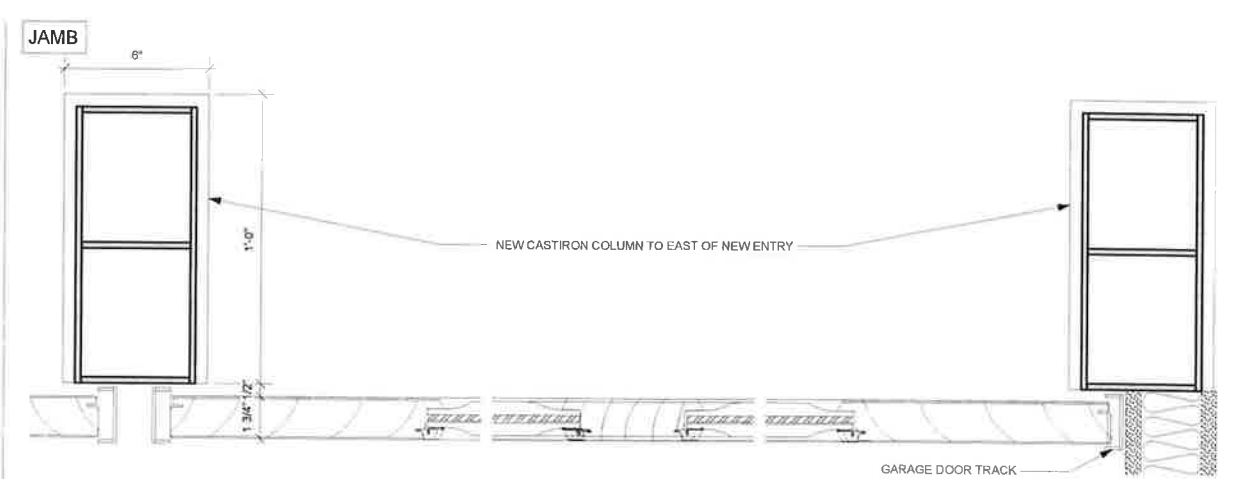 JAMB
6"
1'-0"
NEW CASTIRON COLUMN TO EAST OF NEW ENTRY
1/2"
1 3/4"
GARAGE DOOR TRACK